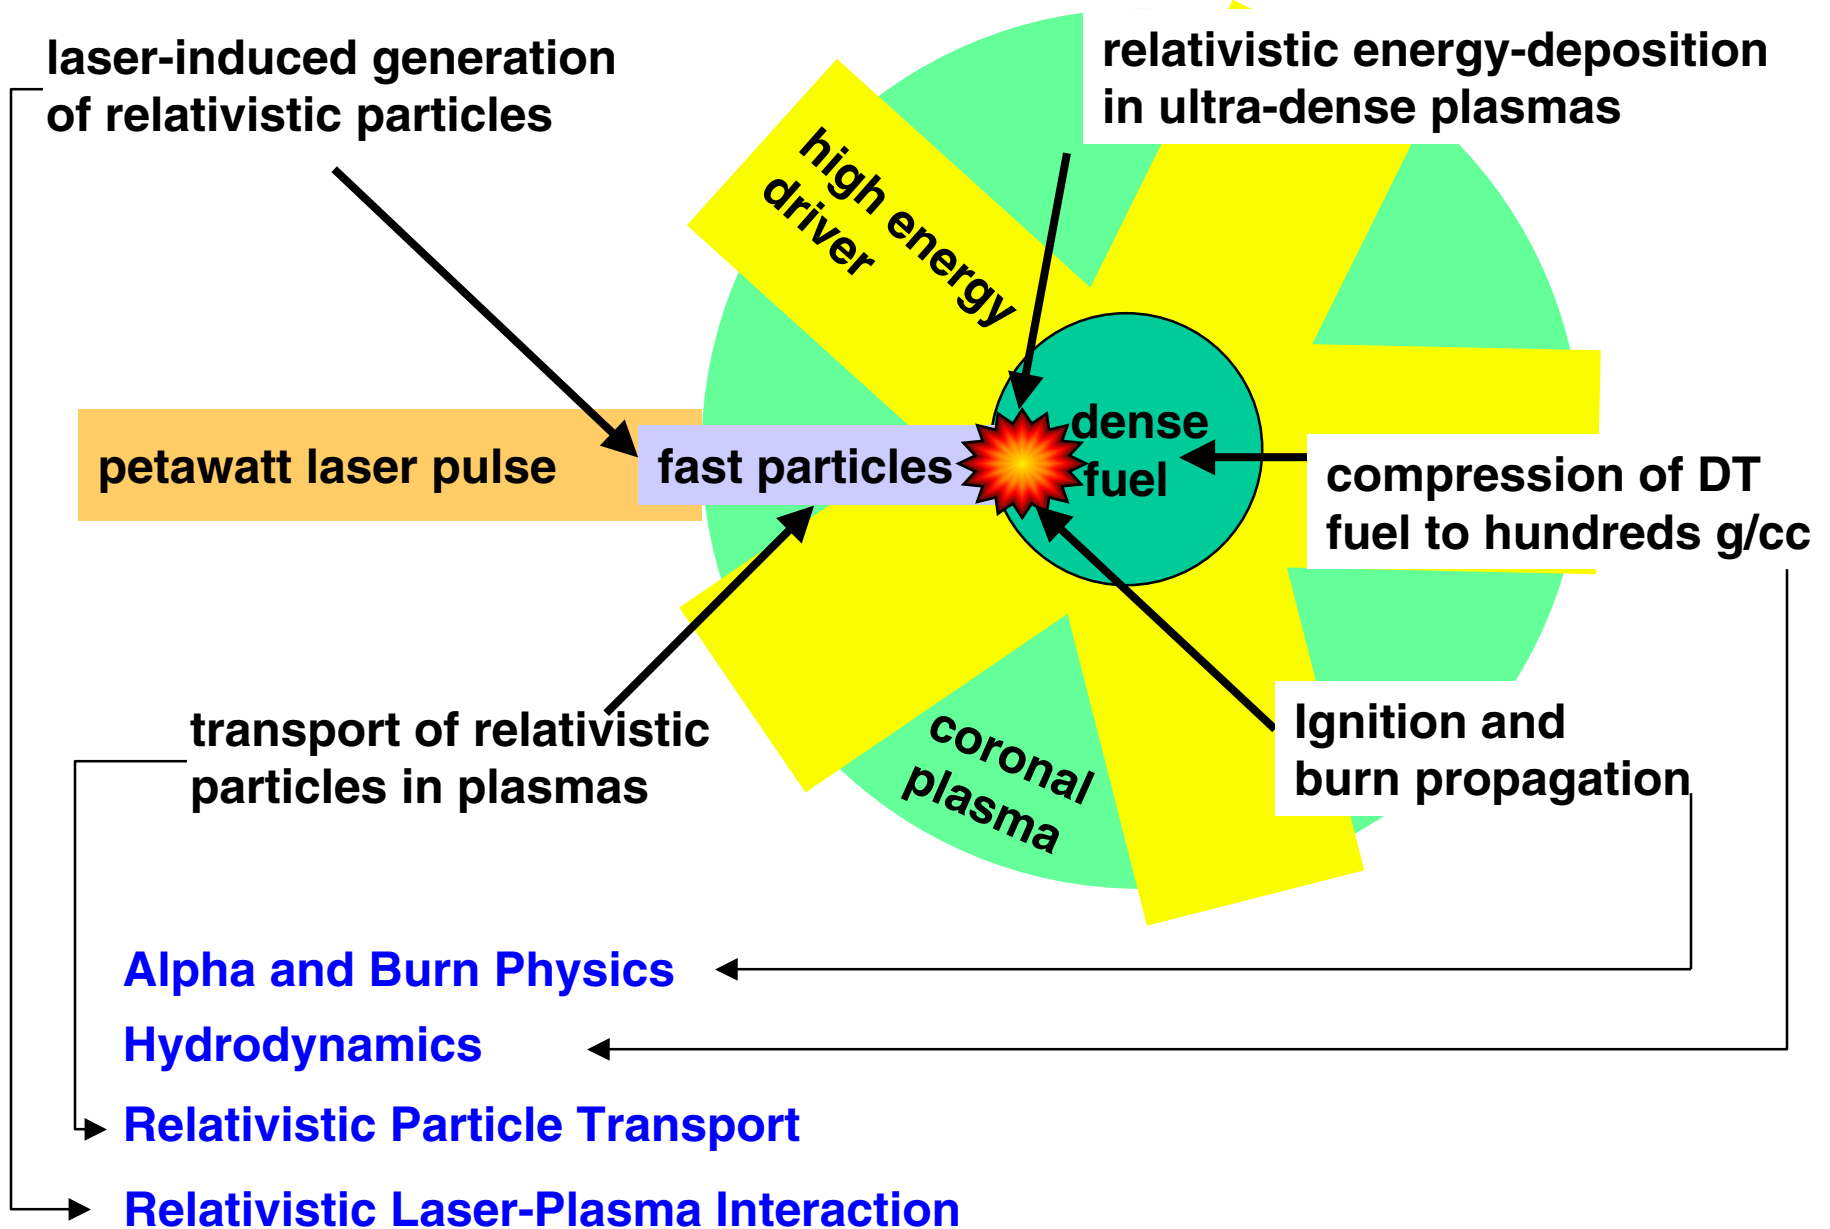 laser-induced generation
of relativistic particles
relativistic energy-deposition
in ultra-dense plasmas
high energy
driver
petawatt laser pulse
fast particles
dense
fuel
compression of DT
fuel to hundreds g/cc
transport of relativistic
particles in plasmas
coronal
plasma
Ignition and
burn propagation
Alpha and Burn Physics
Hydrodynamics
Relativistic Particle Transport
Relativistic Laser-Plasma Interaction